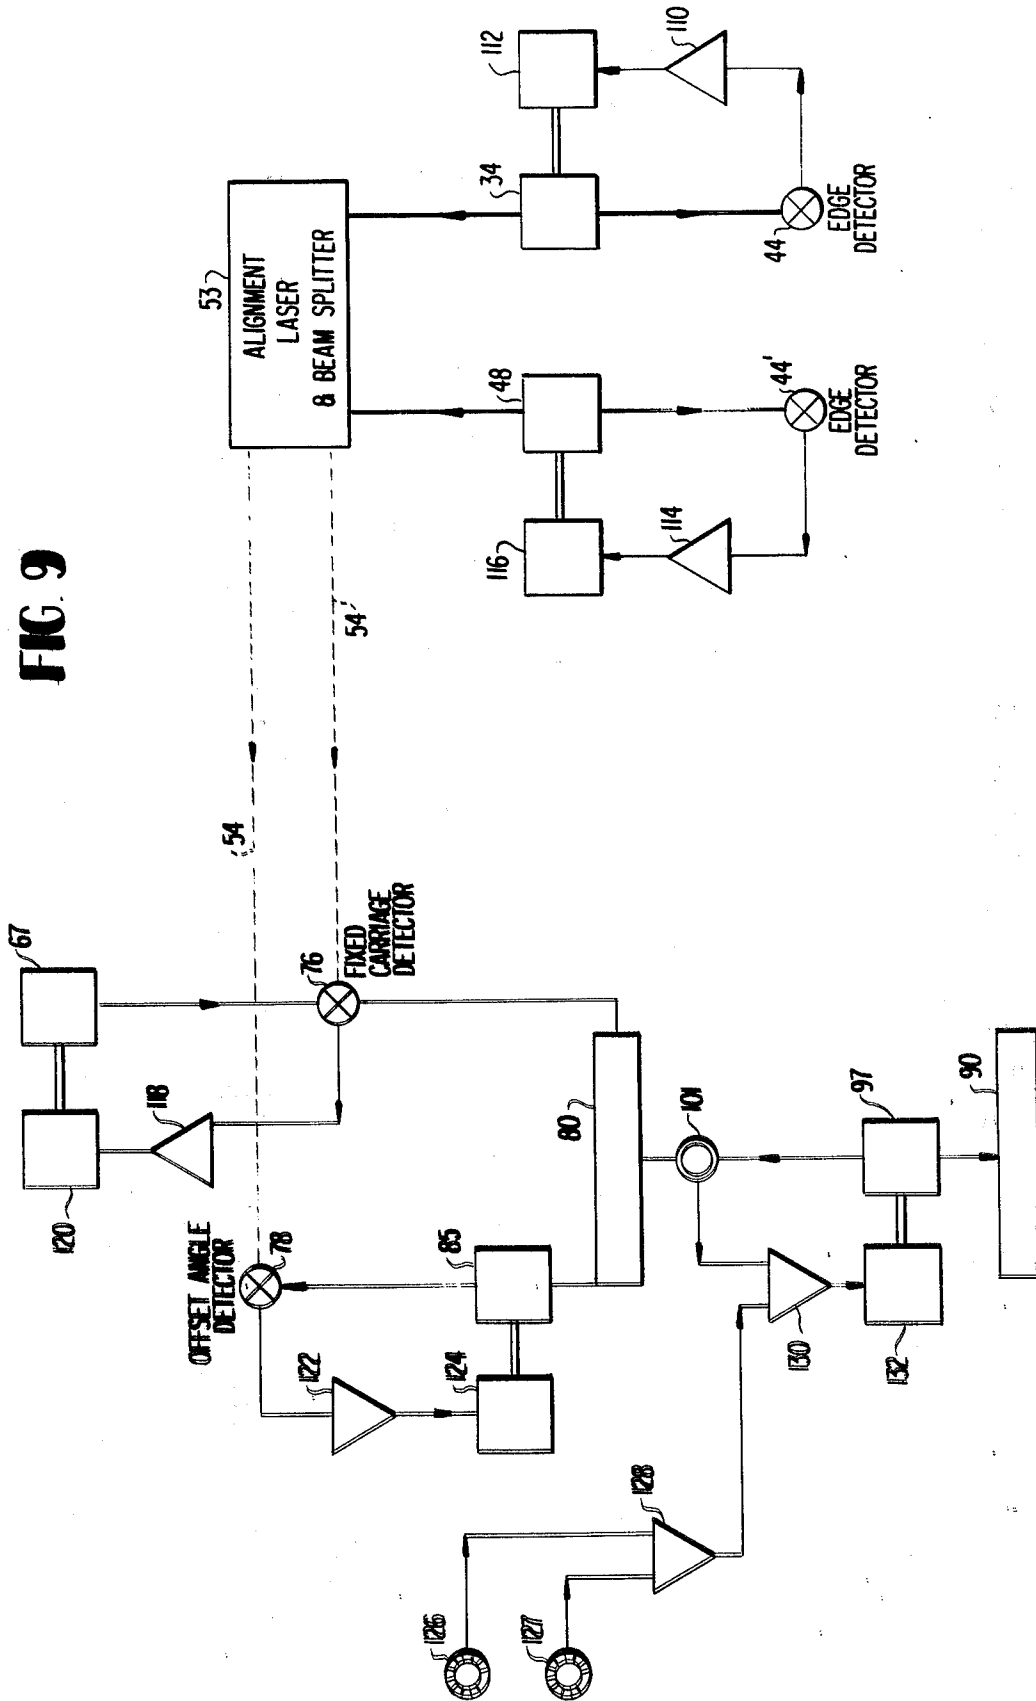 FIG. 9
112
110
34
53
ALIGNMENT
LASER
& BEAM SPLITTER
44
EDGE
DETECTOR
48
44'
EDGE
DETECTOR
116
114
54'
54
67
76
FIXED
CARRIAGE
DETECTOR
118
120
80
101
97
90
OFFSET ANGLE
DETECTOR
78
85
122
124
130
132
128
126
127